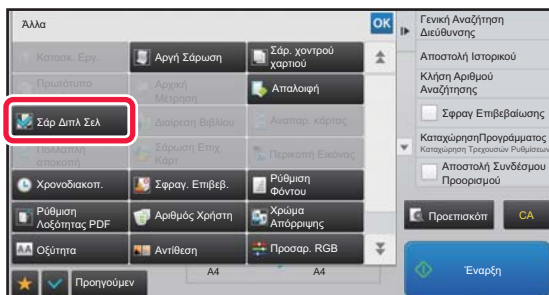 Άλλα
OK
Κατασκ. Εργ.
Αργή Σάρωση
Σάρ. χοντρού
χαρτιού
Πρωτότυπο
Αρχική
Μέτρηση
Απαλοιφή
Σάρ Διπλ Σελ
Διαίρεση Βιβλίου
Αναπαρ. κάρτας
Πολλαπλή
αποκοπή
Σάρωση Επιχ.
Κάρτ
Περικοπή Εικόνας
Χρονοδιακοπ.
Σφραγ. Επιβεβ.
Ρύθμιση
Φόντου
Ρύθμιση
Λοξότητας PDF
Αριθμός Χρήστη
Χρώμα
Απόρριψης
Οξύτητα
Αντίθεση
Προσαρ. RGB
Προηγούμεν
A4
A4
Γενική Αναζήτηση
Διεύθυνσης
Αποστολή Ιστορικού
Κλήση Αριθμού
Αναζήτησης
Σφραγ Επιβεβαίωσης
ΚαταχώρησηΠρογράμματος
Καταχώρηση Τρεχουσών Ρυθμίσεων
Αποστολή Συνδέσμου
Προορισμού
Προεπισκόπ
CA
Έναρξη